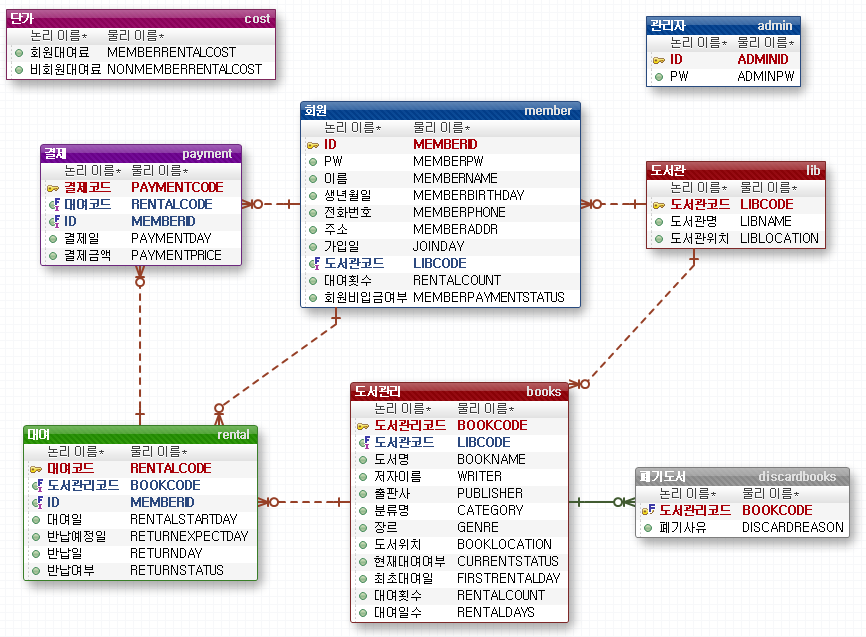 단가 cost
논리 이름* 물리 이름*
회원대여료 MEMBERRENTALCOST
비회원대여료 NONMEMBERRENTALCOST
관리자 admin
논리 이름* 물리 이름*
ID ADMINID
PW ADMINPW
회원 member
논리 이름* 물리 이름*
ID MEMBERID
PW MEMBERPW
이름 MEMBERNAME
생년월일 MEMBERBIRTHDAY
전화번호 MEMBERPHONE
주소 MEMBERADDR
가입일 JOINDAY
도서관코드 LIBCODE
대여횟수 RENTALCOUNT
회원비입금여부 MEMBERPAYMENTSTATUS
결제 payment
논리 이름* 물리 이름*
결제코드 PAYMENTCODE
대여코드 RENTALCODE
ID MEMBERID
결제일 PAYMENTDAY
결제금액 PAYMENTPRICE
도서관 lib
논리 이름* 물리 이름*
도서관코드 LIBCODE
도서관명 LIBNAME
도서관위치 LIBLOCATION
도서관리 books
논리 이름* 물리 이름*
도서관리코드 BOOKCODE
도서관코드 LIBCODE
도서명 BOOKNAME
저자이름 WRITER
출판사 PUBLISHER
분류명 CATEGORY
장르 GENRE
도서위치 BOOKLOCATION
현재대여여부 CURRENTSTATUS
최초대여일 FIRSTRENTALDAY
대여횟수 RENTALCOUNT
대여일수 RENTALDAYS
대여 rental
논리 이름* 물리 이름*
대여코드 RENTALCODE
도서관리코드 BOOKCODE
ID MEMBERID
대여일 RENTALSTARTDAY
반납예정일 RETURNEXPECTDAY
반납일 RETURNDAY
반납여부 RETURNSTATUS
폐기도서 discardbooks
논리 이름* 물리 이름*
도서관리코드 BOOKCODE
폐기사유 DISCARDREASON